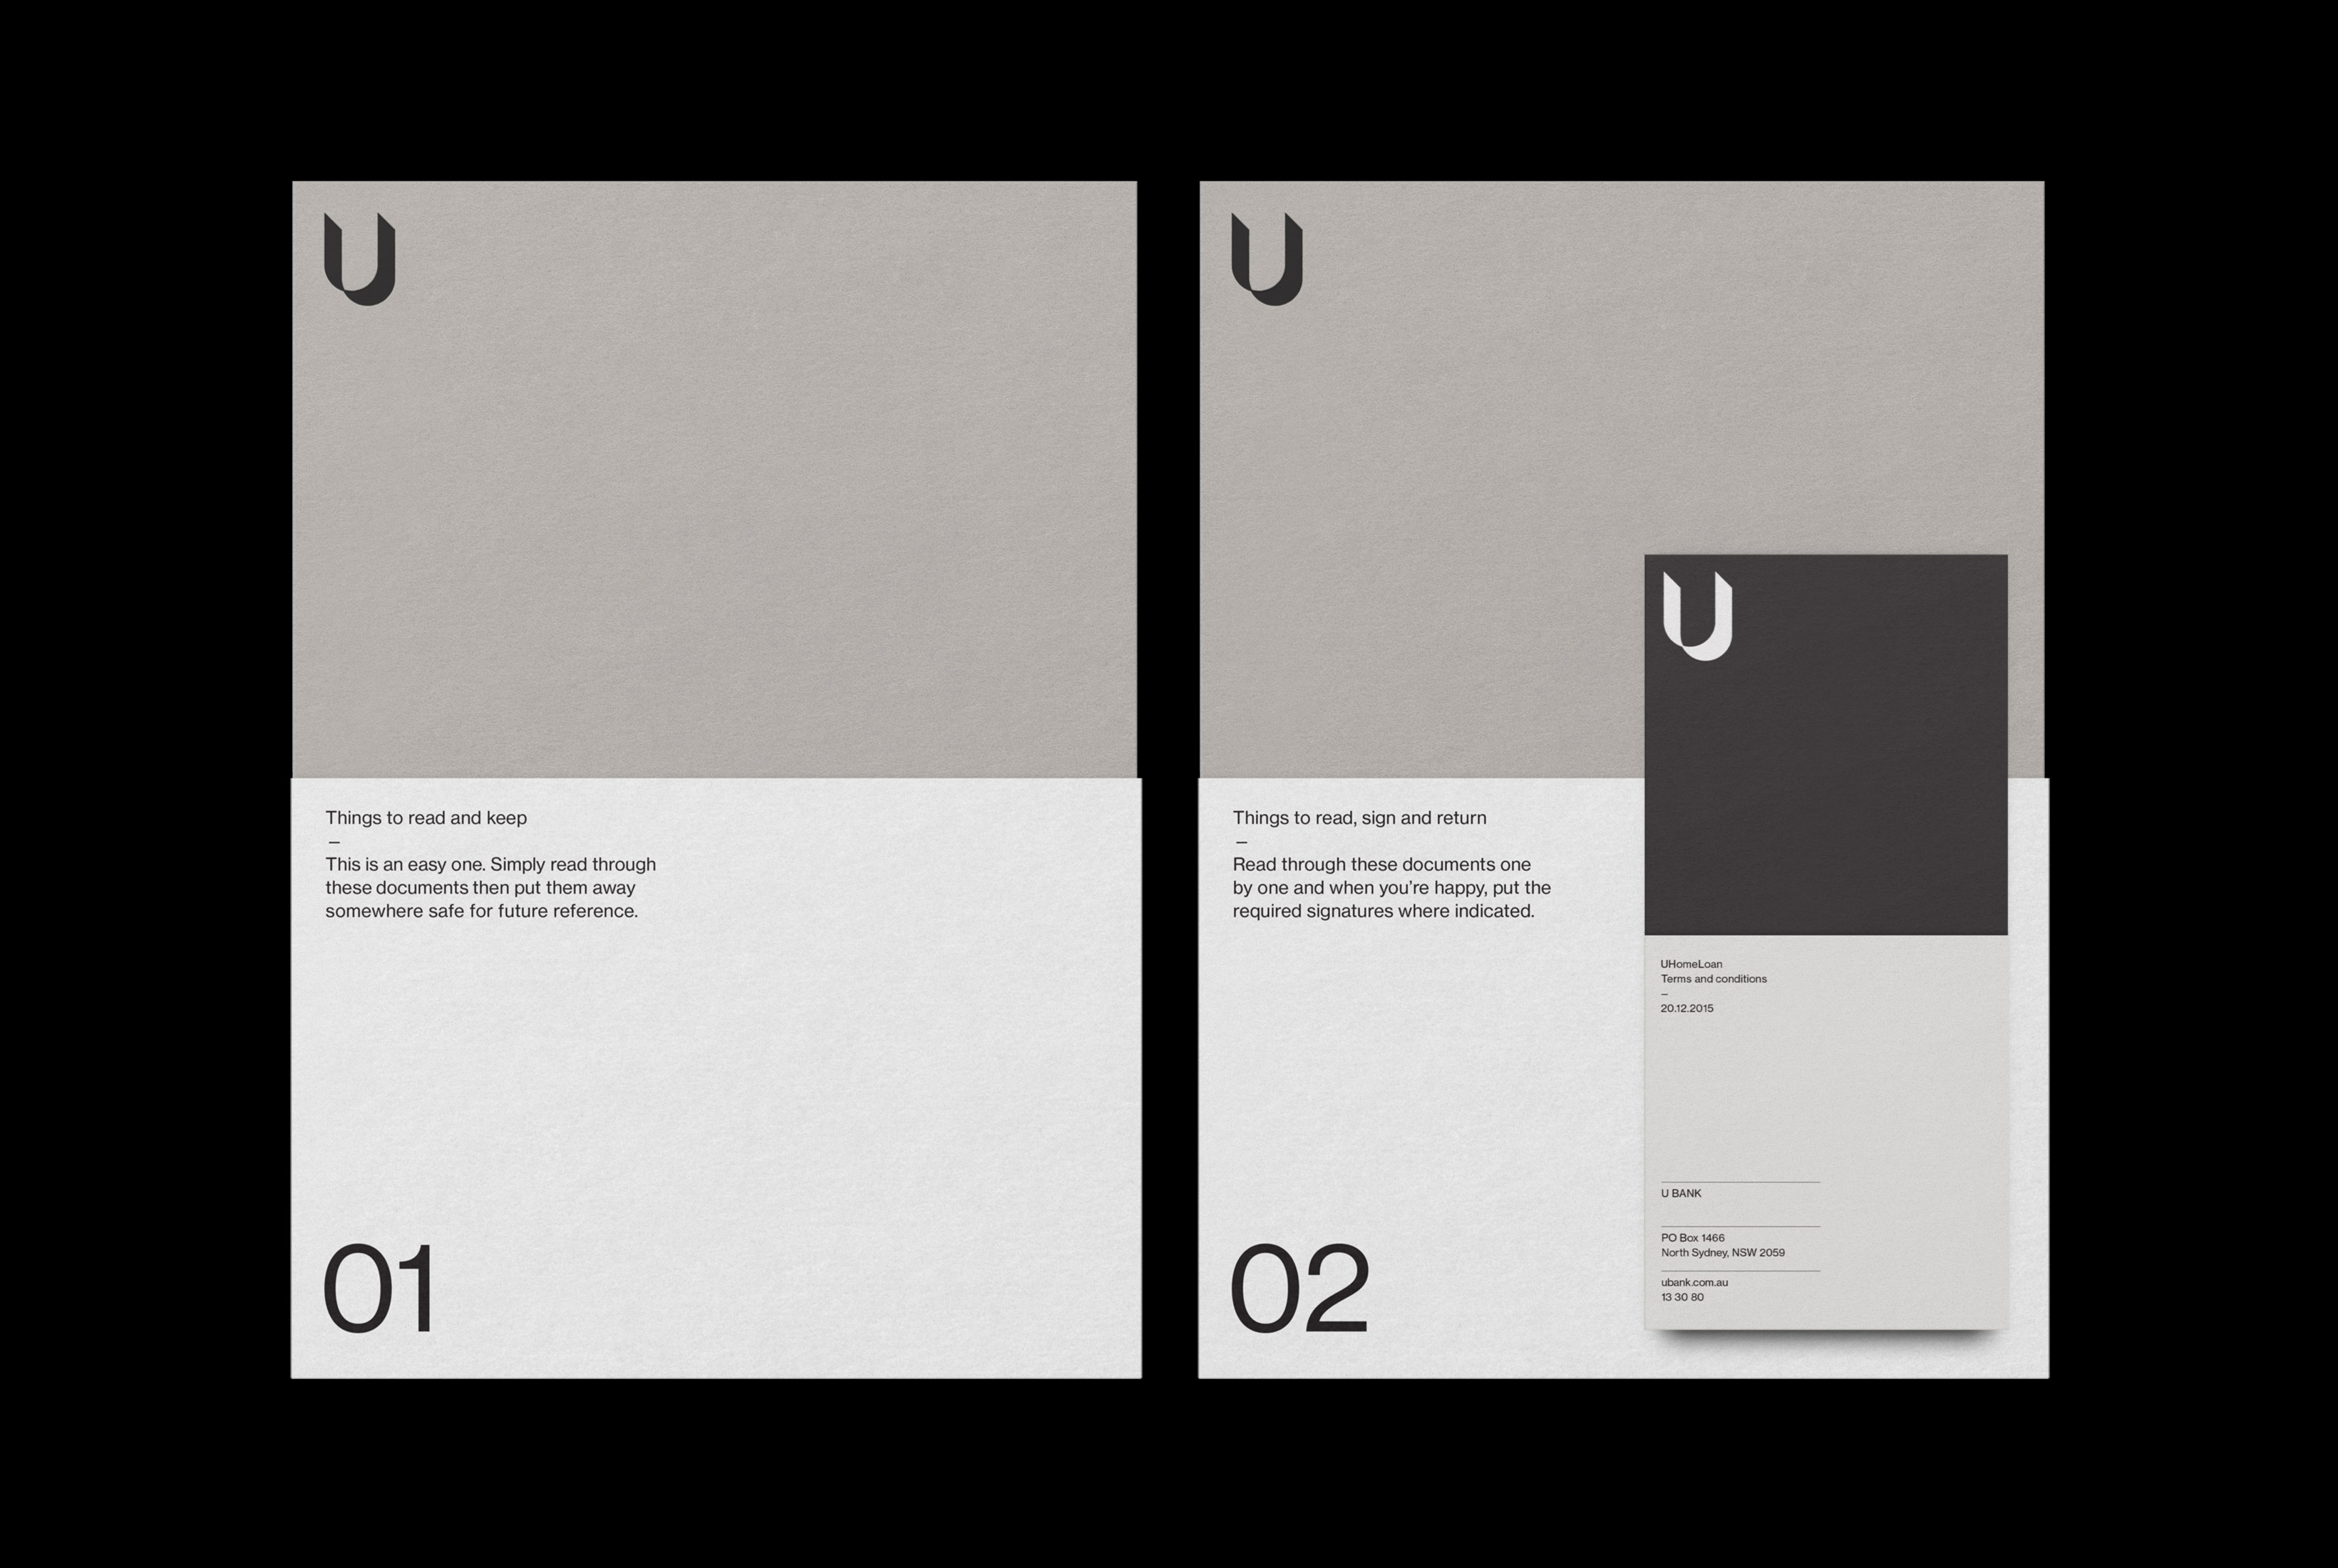 U
Things to read and keep
–
This is an easy one. Simply read through
these documents then put them away
somewhere safe for future reference.
01
U
Things to read, sign and return
–
Read through these documents one
by one and when you’re happy, put the
required signatures where indicated.
02
U
UHomeLoan
Terms and conditions
–
20.12.2015
U BANK
PO Box 1466
North Sydney, NSW 2059
ubank.com.au
13 30 80